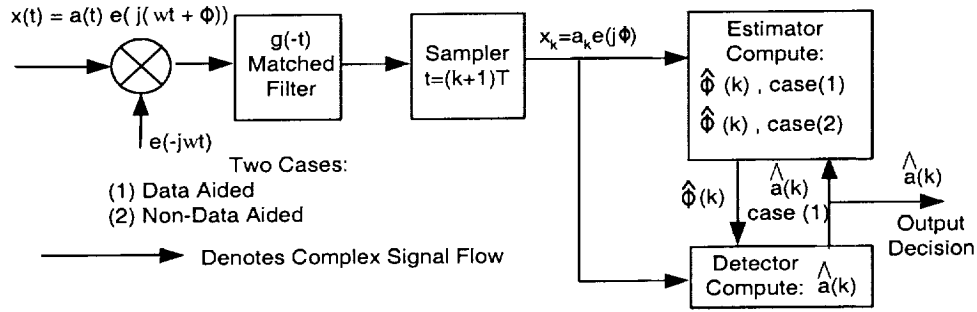 x(t) = a(t) e( j( wt + Φ))
g(-t)
Matched
Filter
Sampler
t=(k+1)T
x_k=a_k e(jΦ)
Estimator
Compute:
Φ̂ (k) , case(1)
Φ̂ (k) , case(2)
e(-jwt)
Two Cases:
(1) Data Aided
(2) Non-Data Aided
Denotes Complex Signal Flow
Φ̂ (k)
â(k)
case (1)
â(k)
Output
Decision
Detector
Compute: â(k)